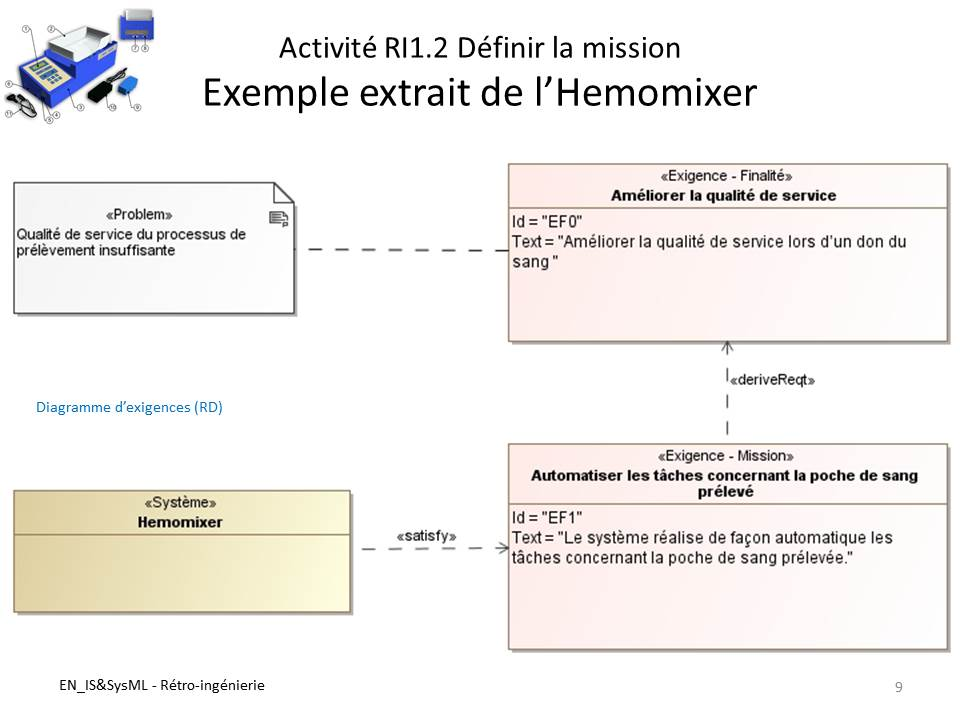 Activité RI1.2 Définir la mission
Exemple extrait de l’Hemomixer
«Problem»
Qualité de service du processus de
prélèvement insuffisante
«Exigence - Finalité»
Améliorer la qualité de service
Id = "EF0"
Text = "Améliorer la qualité de service lors d'un don du
sang "
«deriveReqt»
Diagramme d’exigences (RD)
«Système»
Hemomixer
«satisfy»
«Exigence - Mission»
Automatiser les tâches concernant la poche de sang
prélevé
Id = "EF1"
Text = "Le système réalise de façon automatique les
tâches concernant la poche de sang prélevée."
EN_IS&SysML - Rétro-ingénierie
9